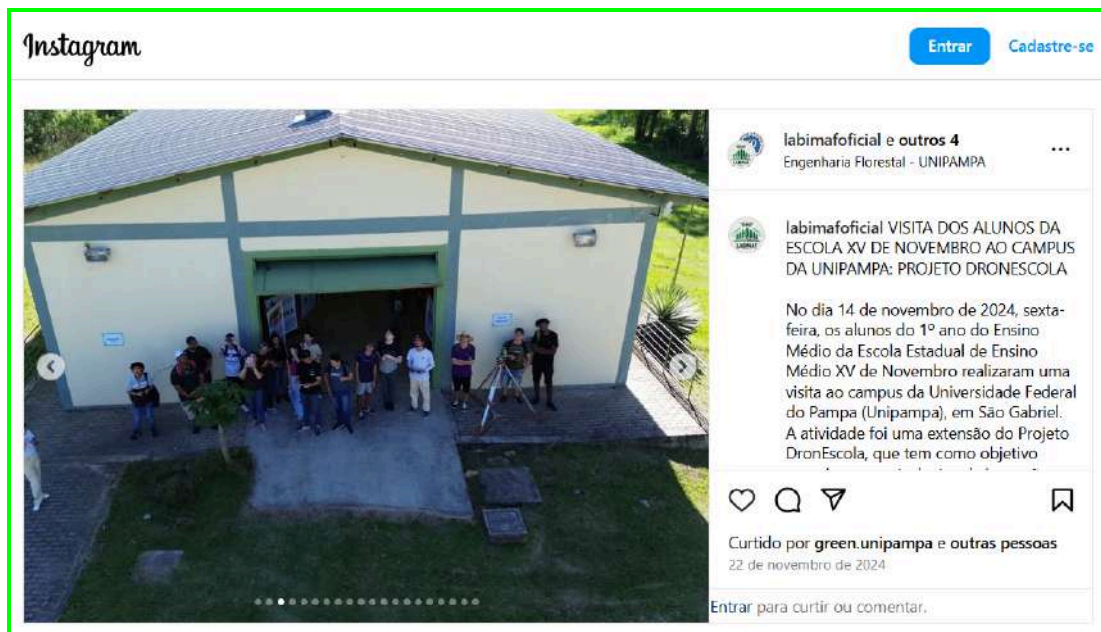 Instagram
Entrar
Cadastre-se
labimafoficial e outros 4
Engenharia Florestal - UNIPAMPA
labimafoficial VISITA DOS ALUNOS DA
ESCOLA XV DE NOVEMBRO AO CAMPUS
DA UNIPAMPA: PROJETO DRONESCOLA
No dia 14 de novembro de 2024, sexta-
feira, os alunos do 1º ano do Ensino
Médio da Escola Estadual de Ensino
Médio XV de Novembro realizaram uma
visita ao campus da Universidade Federal
do Pampa (Unipampa), em São Gabriel.
A atividade foi uma extensão do Projeto
DronEscola, que tem como objetivo
Curtido por green.unipampa e outras pessoas
22 de novembro de 2024
Entrar para curtir ou comentar.